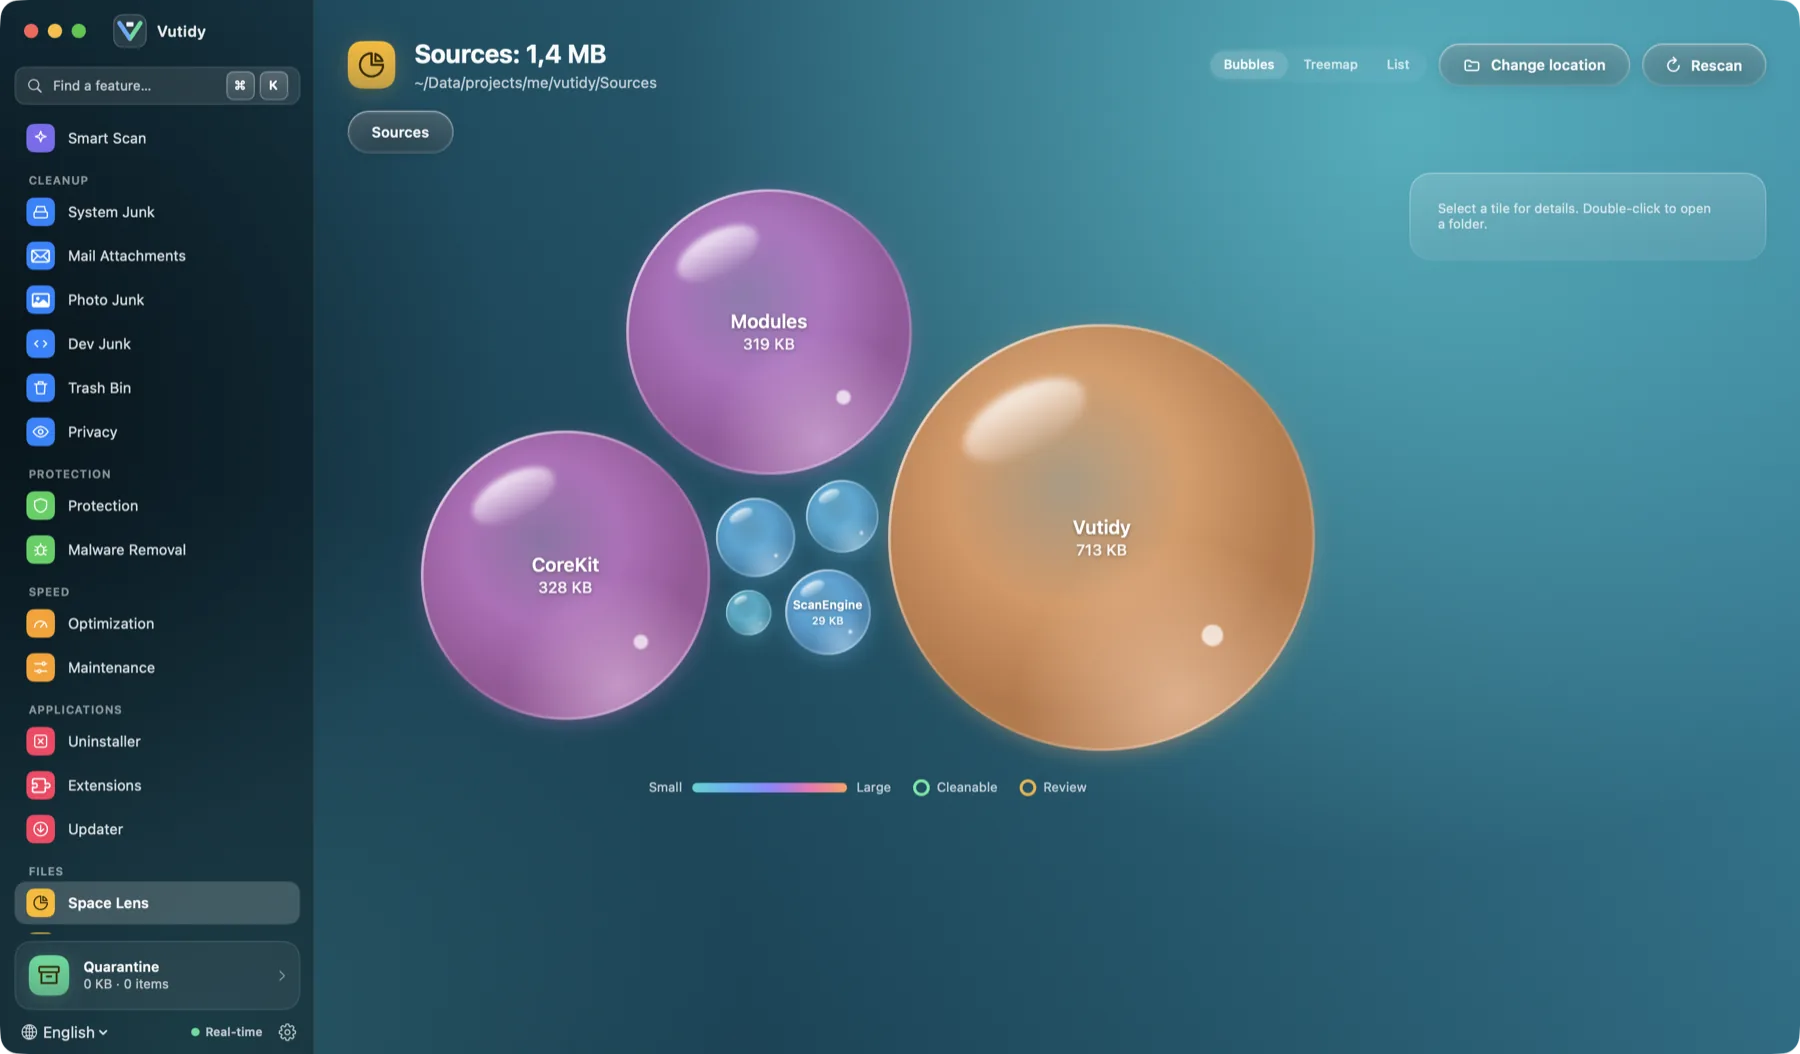 Vutidy
Find a feature...
⌘
K
Smart Scan
CLEANUP
System Junk
Mail Attachments
Photo Junk
Dev Junk
Trash Bin
Privacy
PROTECTION
Protection
Malware Removal
SPEED
Optimization
Maintenance
APPLICATIONS
Uninstaller
Extensions
Updater
FILES
Space Lens
Quarantine
0 KB · 0 items
English
Real-time
Sources: 1,4 MB
~/Data/projects/me/vutidy/Sources
Bubbles
Treemap
List
Change location
Rescan
Sources
Select a tile for details. Double-click to open
a folder.
Modules
319 KB
CoreKit
328 KB
ScanEngine
29 KB
Vutidy
713 KB
Small
Large
Cleanable
Review